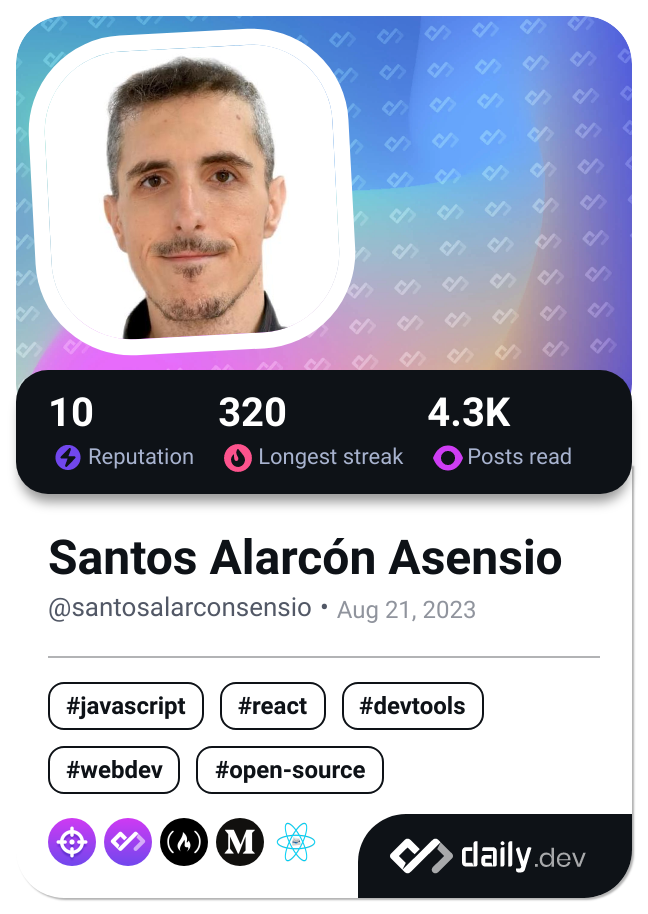 10 320 4.3K
Reputation Longest streak Posts read
Santos Alarcón Asensio
@santosalarconsensio • Aug 21, 2023
#javascript #react #devtools
#webdev #open-source
M
daily.dev